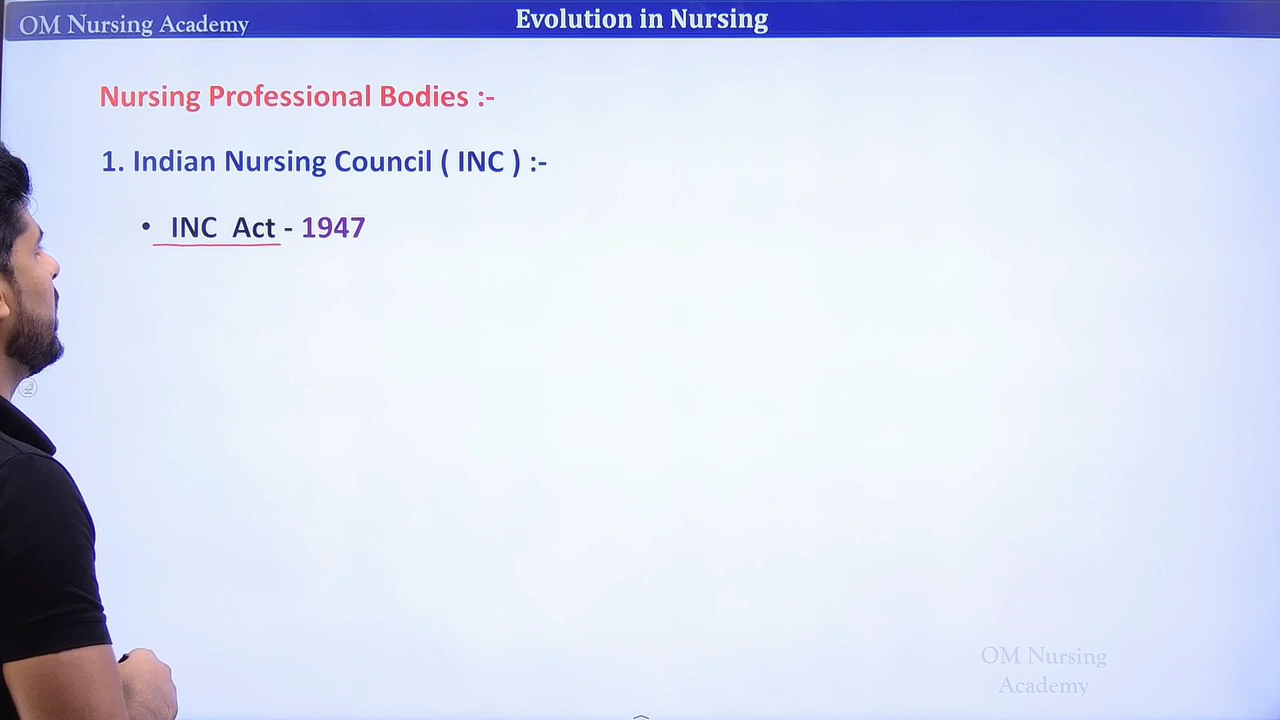 OM Nursing Academy
Evolution in Nursing
Nursing Professional Bodies :-
1. Indian Nursing Council ( INC ) :-
• INC Act - 1947
OM Nursing
Academy